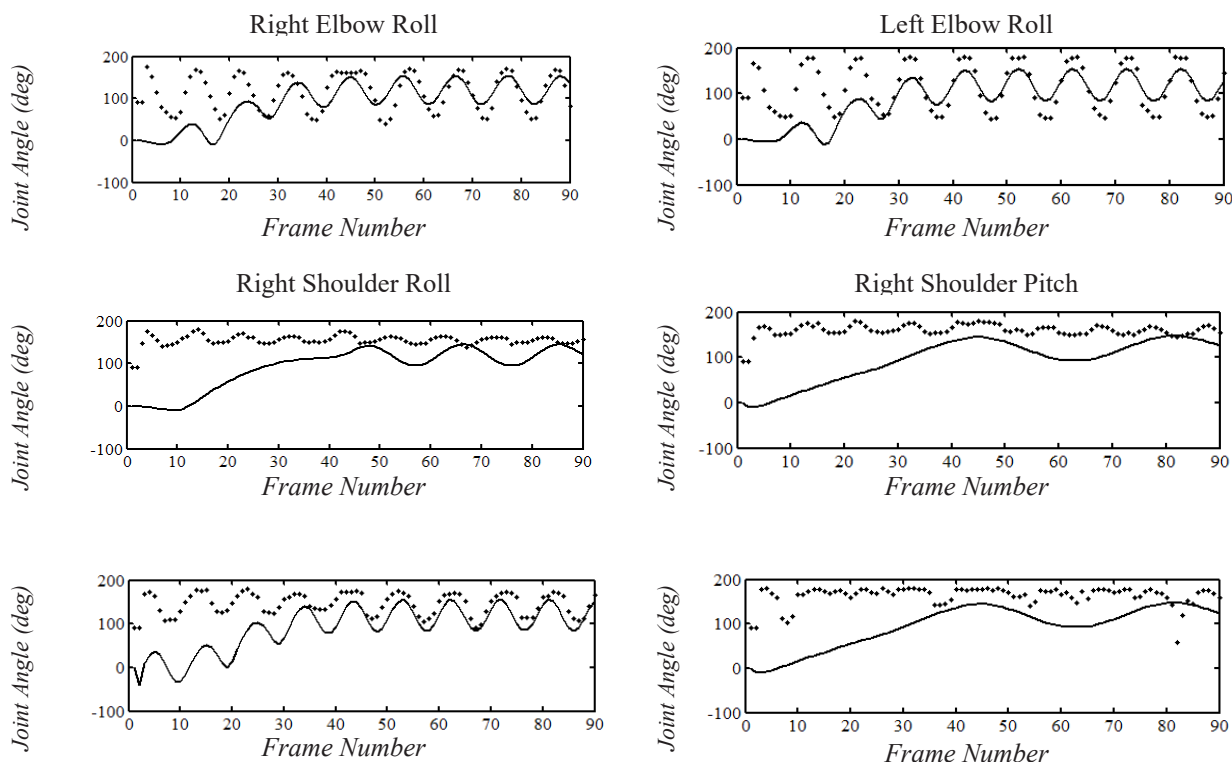 Right Elbow Roll
Left Elbow Roll
Joint Angle (deg)
200
100
0
-100
0 10 20 30 40 50 60 70 80 90
Frame Number
Joint Angle (deg)
200
100
0
-100
0 10 20 30 40 50 60 70 80 90
Frame Number
Right Shoulder Roll
Right Shoulder Pitch
Joint Angle (deg)
200
100
0
-100
0 10 20 30 40 50 60 70 80 90
Frame Number
Joint Angle (deg)
200
100
0
-100
0 10 20 30 40 50 60 70 80 90
Frame Number
Joint Angle (deg)
200
100
0
-100
0 10 20 30 40 50 60 70 80 90
Frame Number
Joint Angle (deg)
200
100
0
-100
0 10 20 30 40 50 60 70 80 90
Frame Number